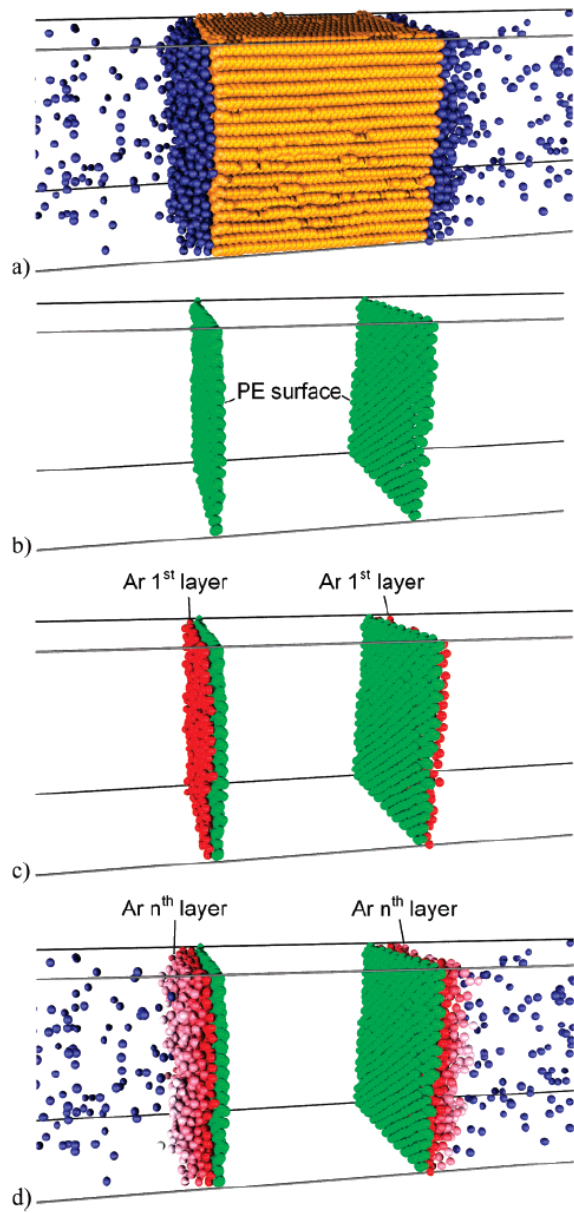 a)
PE surface
b)
Ar 1st layer Ar 1st layer
c)
Ar nth layer Ar nth layer
d)